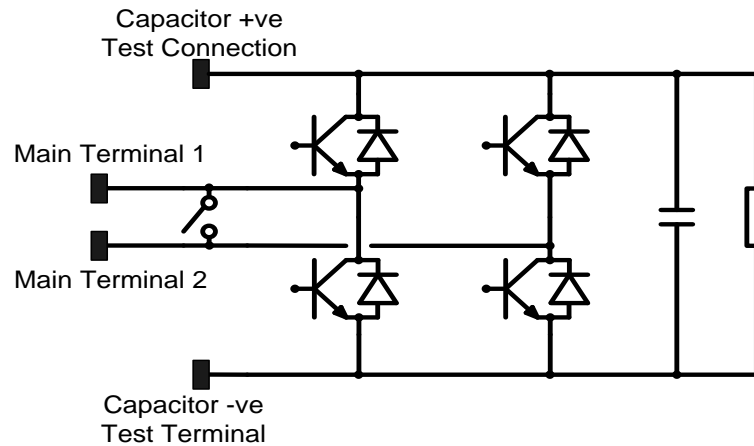 Capacitor +ve
Test Connection
Main Terminal 1
Main Terminal 2
Capacitor -ve
Test Terminal